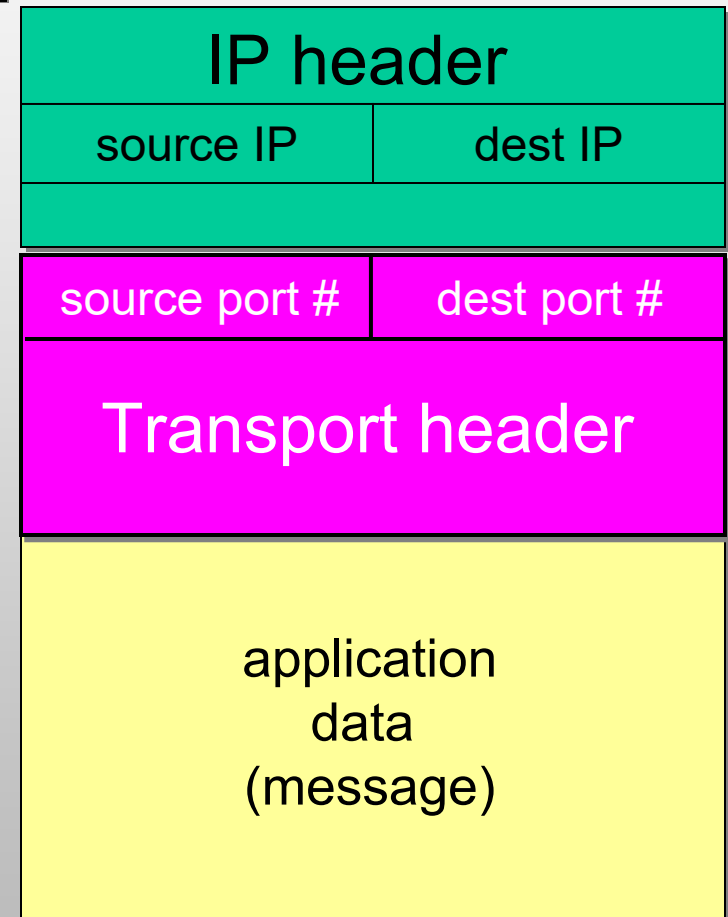 IP header
source IP dest IP
source port # dest port #
Transport header
application
data
(message)